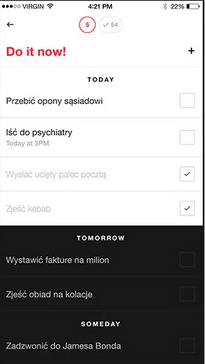 VIRGIN 4:21 PM 22%
5 54
Do it now! +
TODAY
Przebić opony sąsiadowi
Iść do psychiatry
Today at 3PM
Wysłać ucięty palec pocztą
Zjeść kebab
TOMORROW
Wystawić fakture na milion
Zjeść obiad na kolacje
SOMEDAY
Zadzwonić do Jamesa Bonda